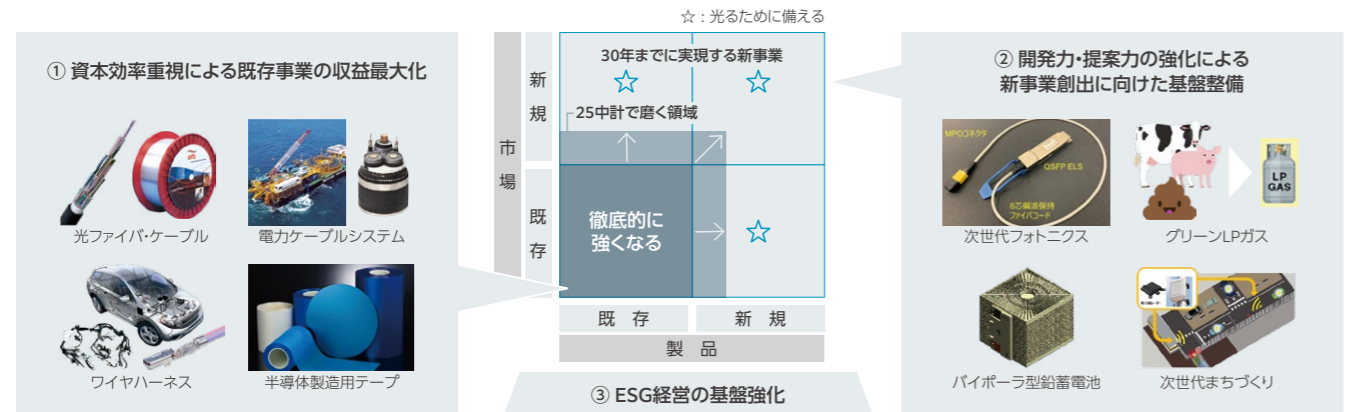 ☆：光るために備える
① 資本効率重視による既存事業の収益最大化
光ファイバ・ケーブル
電力ケーブルシステム
ワイヤハーネス
半導体製造用テープ
市場
新規
既存
30年までに実現する新事業
☆
☆
25中計で磨く領域
徹底的に
強くなる
☆
既 存
新 規
製 品
③ ESG経営の基盤強化
② 開発力・提案力の強化による
新事業創出に向けた基盤整備
MPOコネクタ
QSFP ELS
8芯偏波保持
ファイバコード
次世代フォトニクス
LP
GAS
グリーンLPガス
バイポーラ型鉛蓄電池
次世代まちづくり